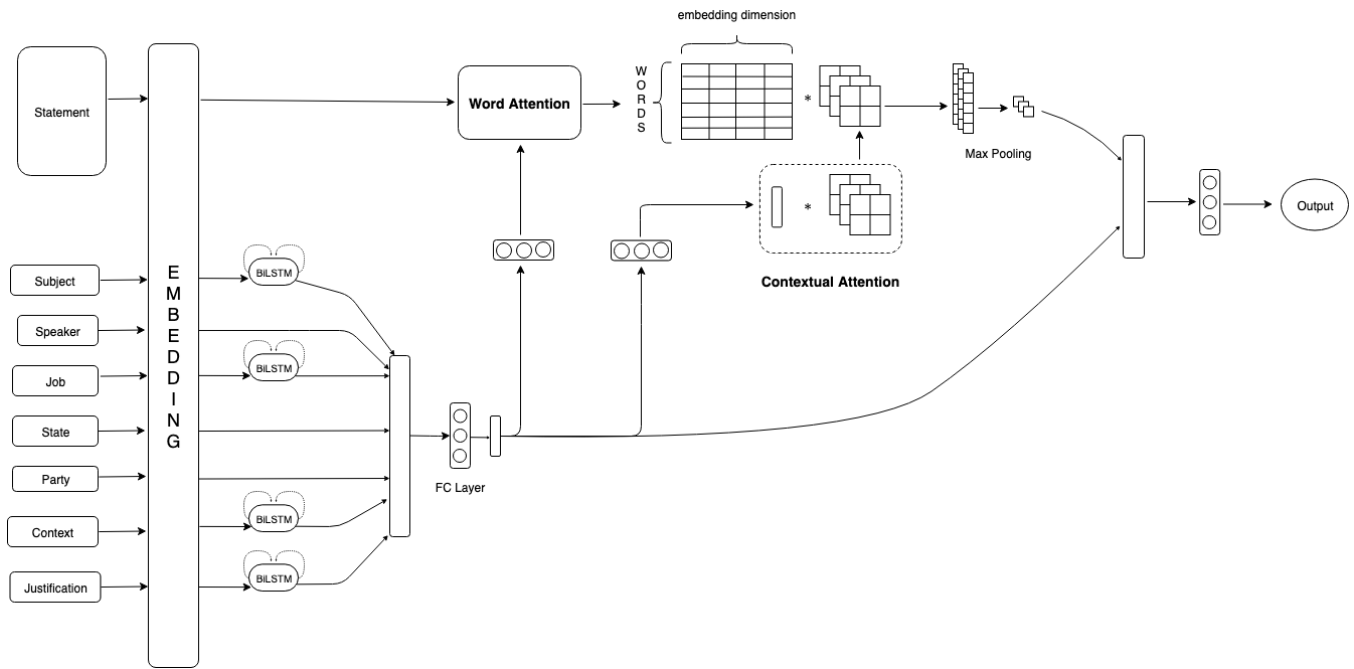 embedding dimension
Statement
Word Attention
W
O
R
D
S
*
Max Pooling
*
Output
Contextual Attention
E
M
B
E
D
D
I
N
G
Subject
BiLSTM
Speaker
Job
BiLSTM
State
Party
FC Layer
Context
BiLSTM
Justification
BiLSTM